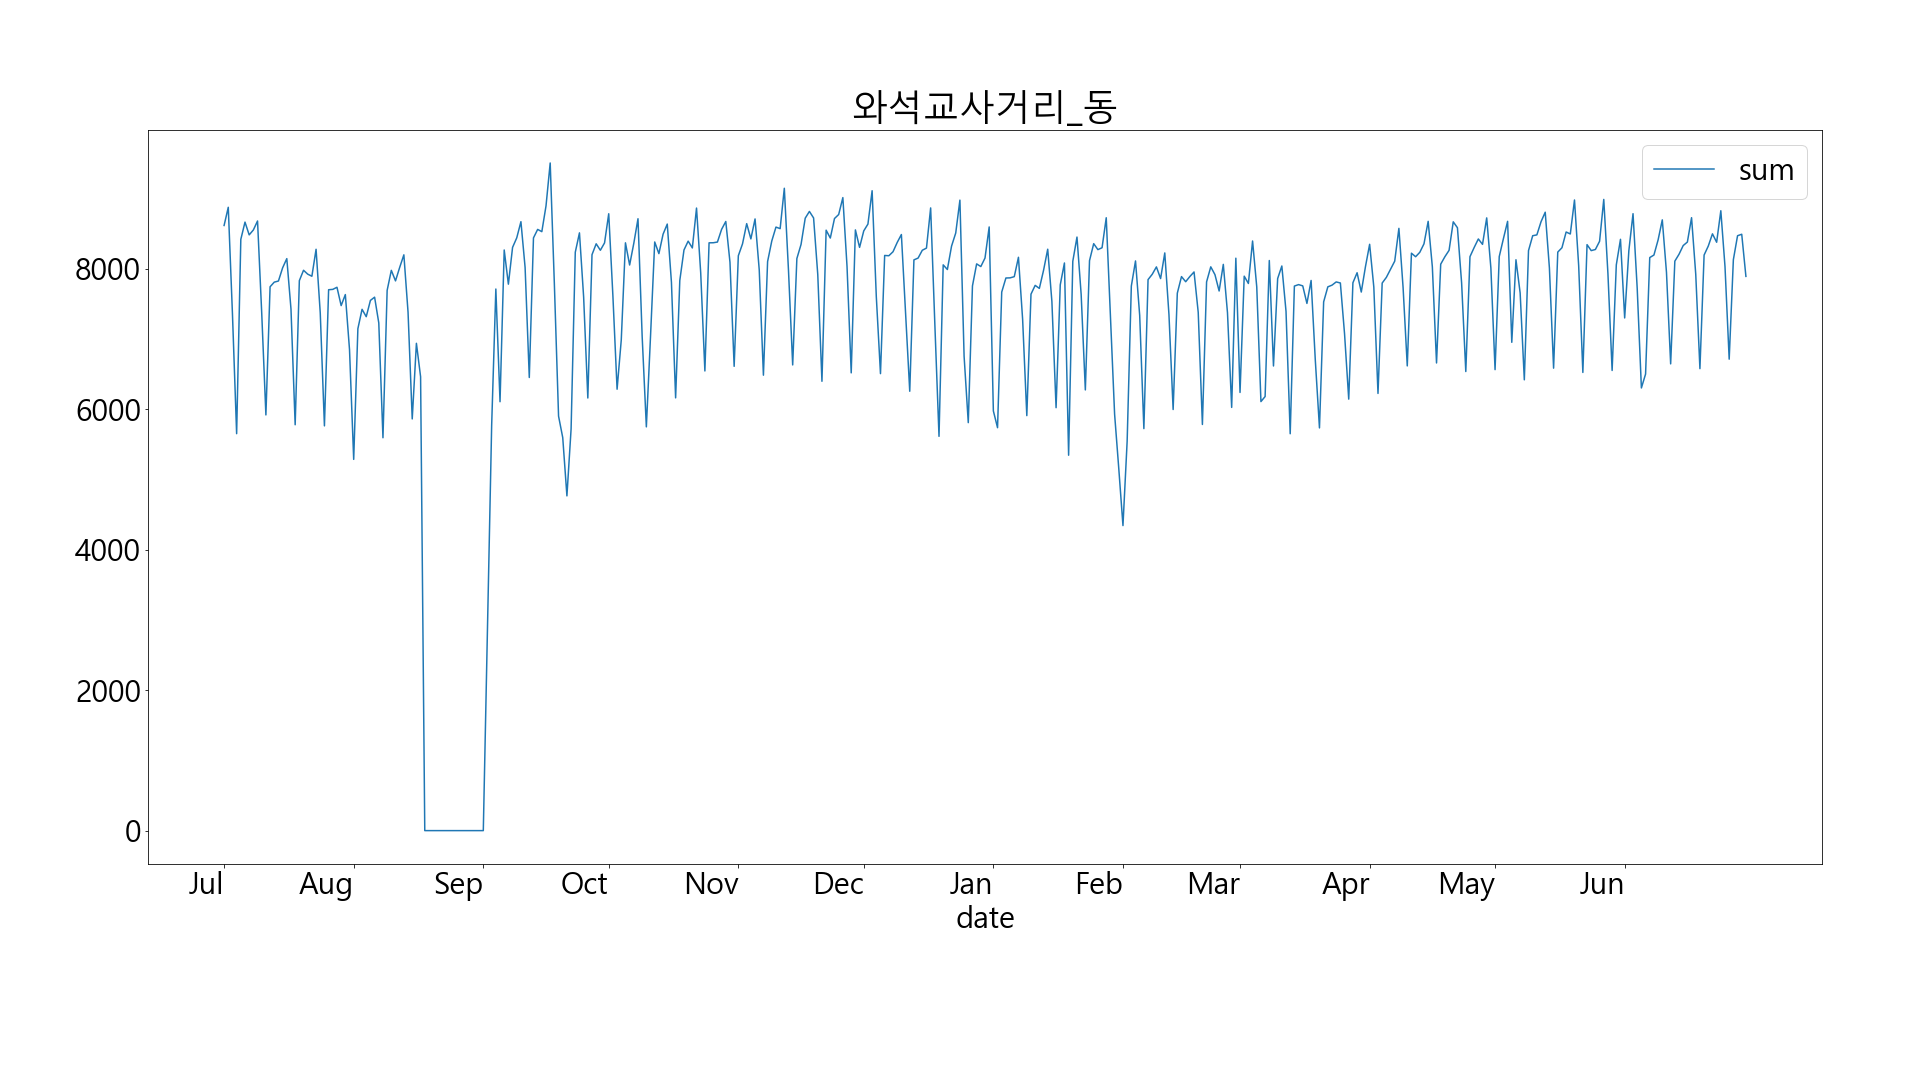 와석교사거리_동
sum
8000
6000
4000
2000
0
Jul Aug Sep Oct Nov Dec Jan Feb Mar Apr May Jun
date